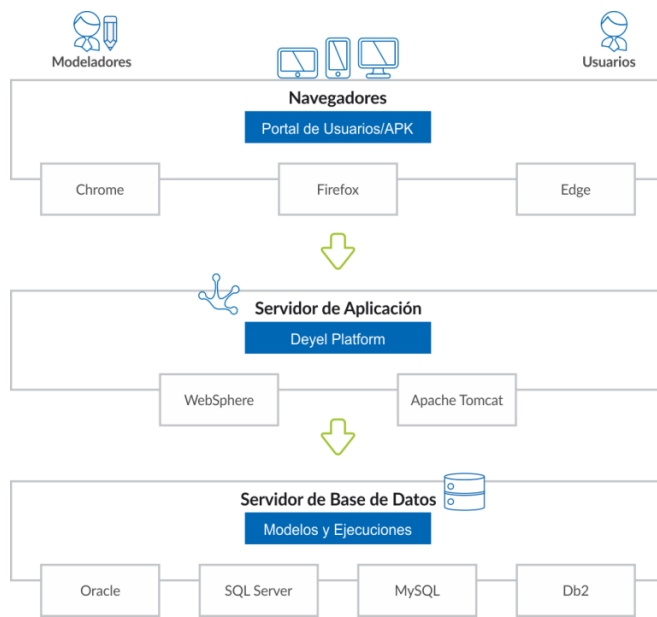 Modeladores
Usuarios
Navegadores
Portal de Usuarios/APK
Chrome
Firefox
Edge
Servidor de Aplicación
Deyel Platform
WebSphere
Apache Tomcat
Servidor de Base de Datos
Modelos y Ejecuciones
Oracle
SQL Server
MySQL
Db2